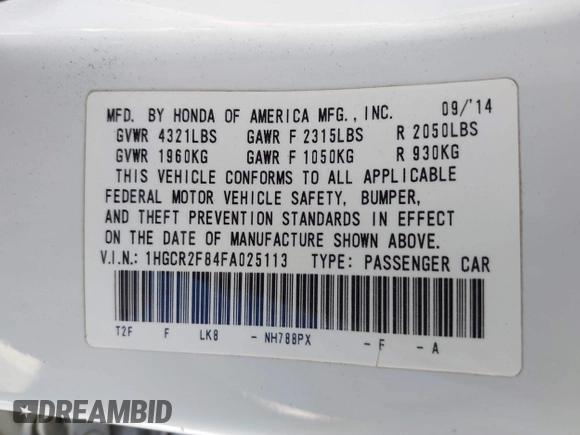 MFD. BY HONDA OF AMERICA MFG., INC. 09/'14
GVWR 4321LBS GAWR F 2315LBS R 2050LBS
GVWR 1960KG GAWR F 1050KG R 930KG
THIS VEHICLE CONFORMS TO ALL APPLICABLE
FEDERAL MOTOR VEHICLE SAFETY, BUMPER,
AND THEFT PREVENTION STANDARDS IN EFFECT
ON THE DATE OF MANUFACTURE SHOWN ABOVE.
V.I.N.: 1HGCR2F84FA025113 TYPE: PASSENGER CAR
T2F F LK8 - NH788PX - F - A
DREAMBID